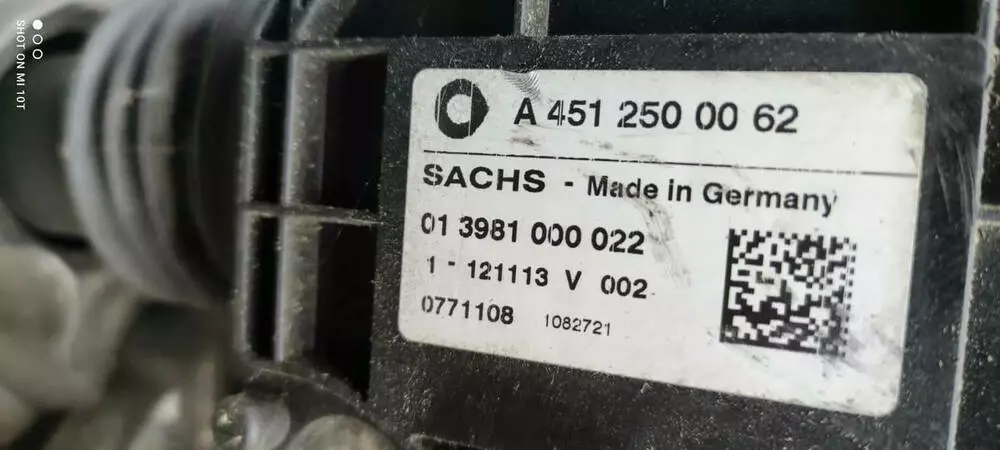 A 451 250 00 62
SACHS - Made in Germany
01 3981 000 022
1 - 121113 V 002
0771108 1082721
SHOT ON MI 10T